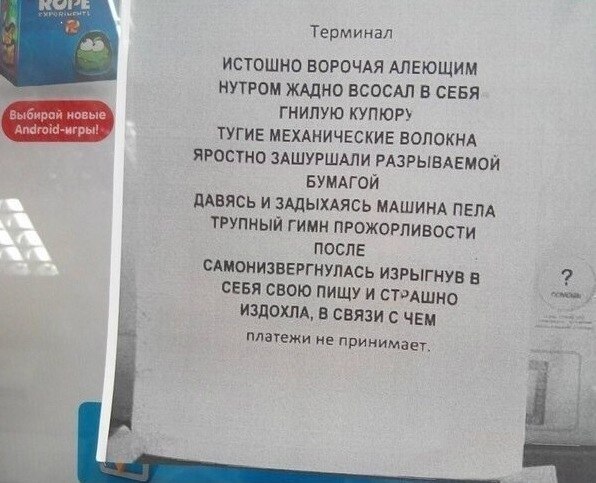 ROPE
EXPERIMENTS
Выбирай новые
Android-игры!
Терминал
ИСТОШНО ВОРОЧАЯ АЛЕЮЩИМ
НУТРОМ ЖАДНО ВСОСАЛ В СЕБЯ
ГНИЛУЮ КУПЮРУ
ТУГИЕ МЕХАНИЧЕСКИЕ ВОЛОКНА
ЯРОСТНО ЗАШУРШАЛИ РАЗРЫВАЕМОЙ
БУМАГОЙ
ДАВЯСЬ И ЗАДЫХАЯСЬ МАШИНА ПЕЛА
ТРУПНЫЙ ГИМН ПРОЖОРЛИВОСТИ
ПОСЛЕ
САМОНИЗВЕРГНУЛАСЬ ИЗРЫГНУВ В
СЕБЯ СВОЮ ПИЩУ И СТРАШНО
ИЗДОХЛА, В СВЯЗИ С ЧЕМ
платежи не принимает.
?
ПОМОЩЬ